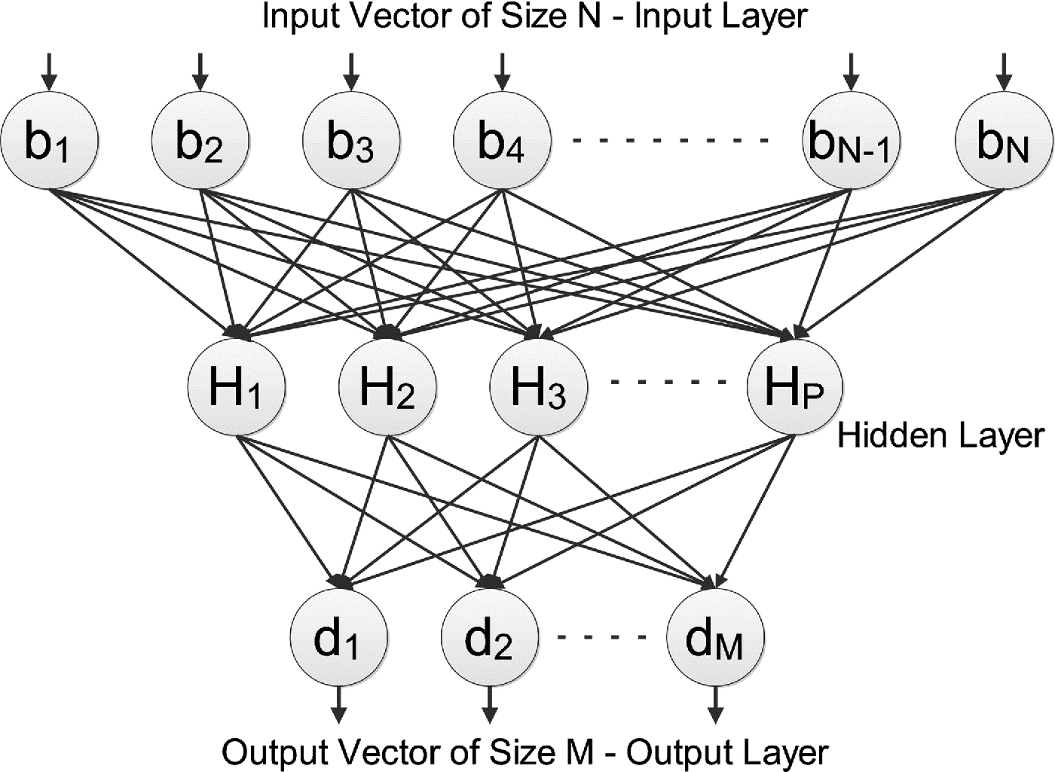 Input Vector of Size N - Input Layer
b1 b2 b3 b4 bN-1 bN
H1 H2 H3 HP
Hidden Layer
d1 d2 dM
Output Vector of Size M - Output Layer